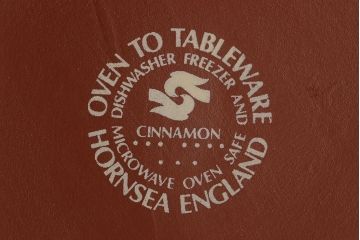 OVEN TO TABLEWARE
DISHWASHER FREEZER AND
MICROWAVE OVEN SAFE
CINNAMON
HORNSEA ENGLAND